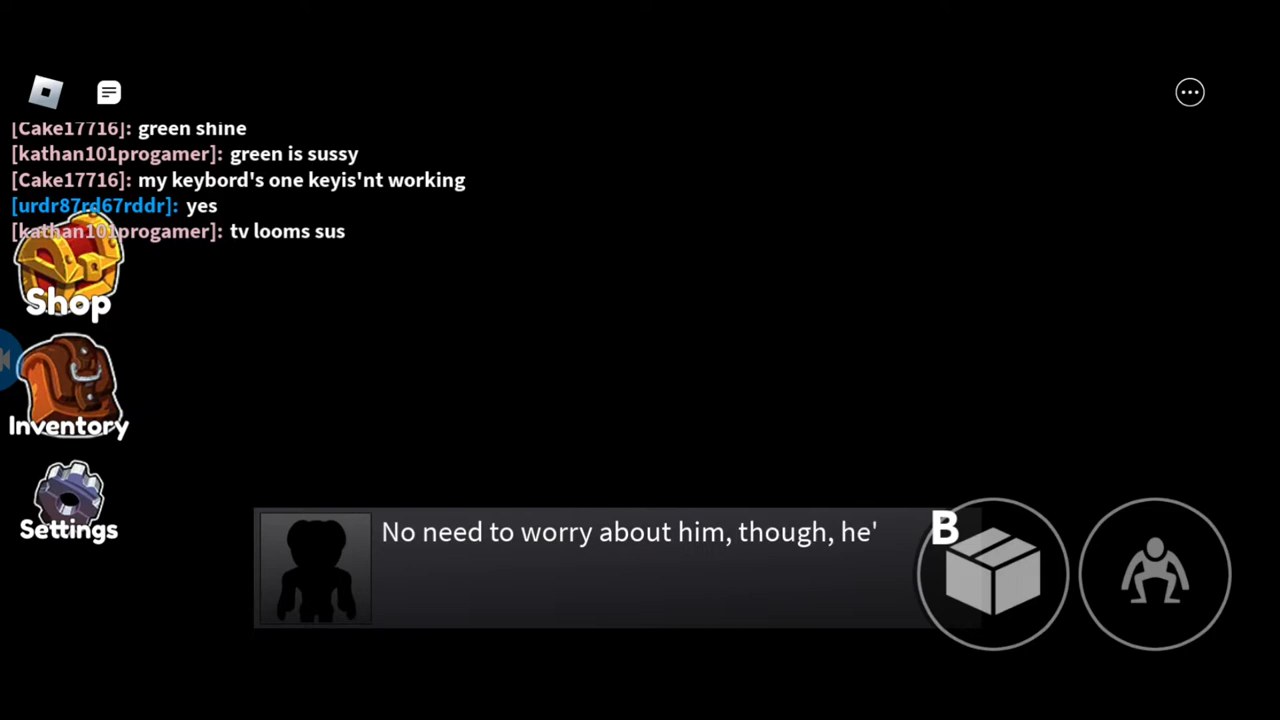 [Cake17716]: green shine
[kathan101progamer]: green is sussy
[Cake17716]: my keybord's one keyis'nt working
[urdr87rd67rddr]: yes
[kathan101progamer]: tv looms sus
Shop
Inventory
Settings
No need to worry about him, though, he'
B